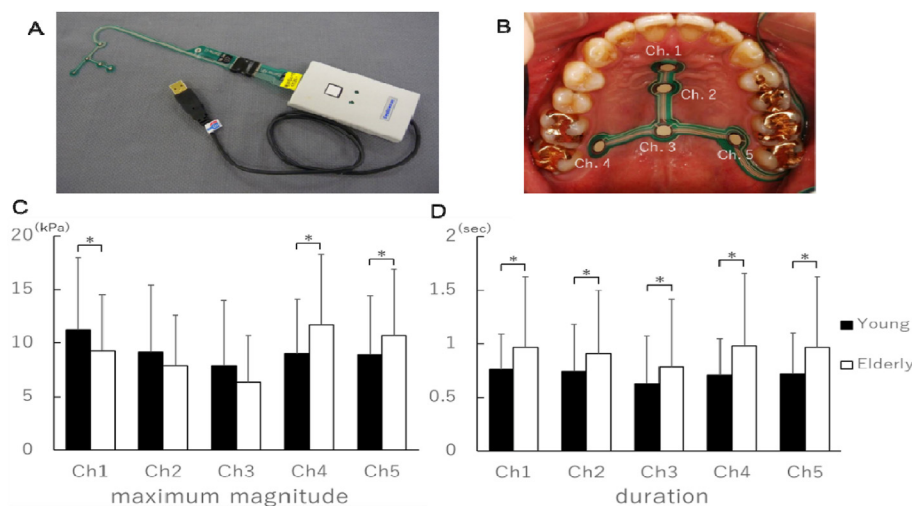 A
B
Ch. 1
Ch. 2
Ch. 3
Ch. 4
Ch. 5
C
(kPa)
20
15
10
5
0
*
*
*
Ch1 Ch2 Ch3 Ch4 Ch5
maximum magnitude
D
2 (sec)
1.5
1
0.5
0
*
*
*
*
*
Ch1 Ch2 Ch3 Ch4 Ch5
duration
Young
Elderly